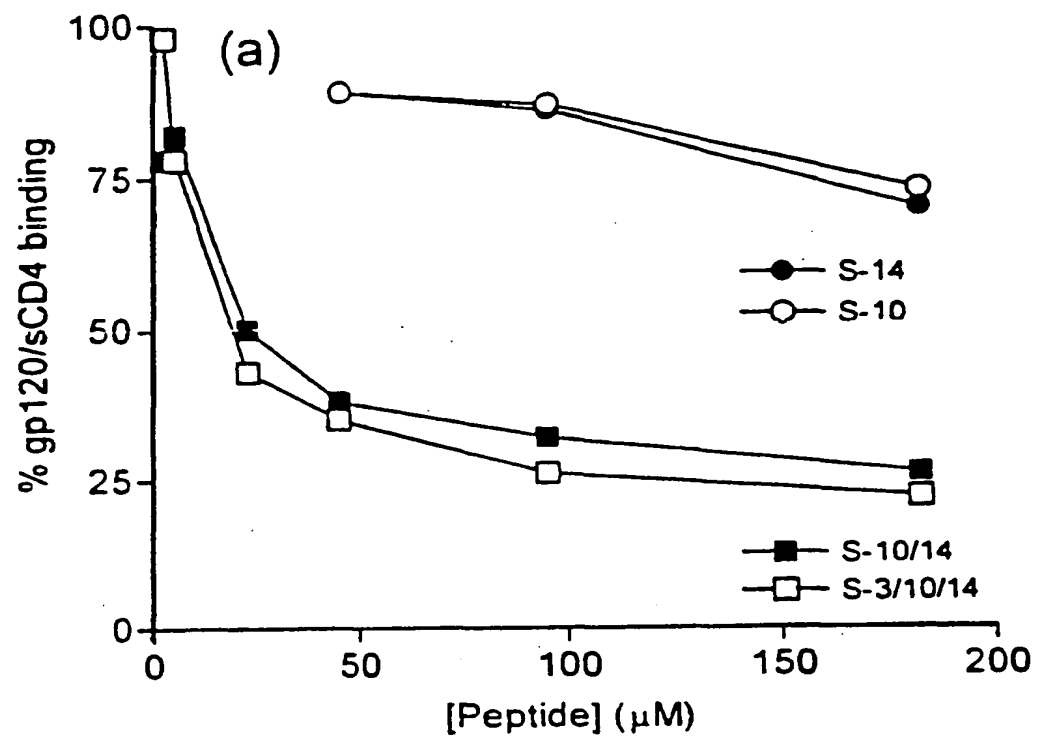 100
(a)
75
50
25
0
% gp120/sCD4 binding
S-14
S-10
S-10/14
S-3/10/14
0 50 100 150 200
[Peptide] (μM)